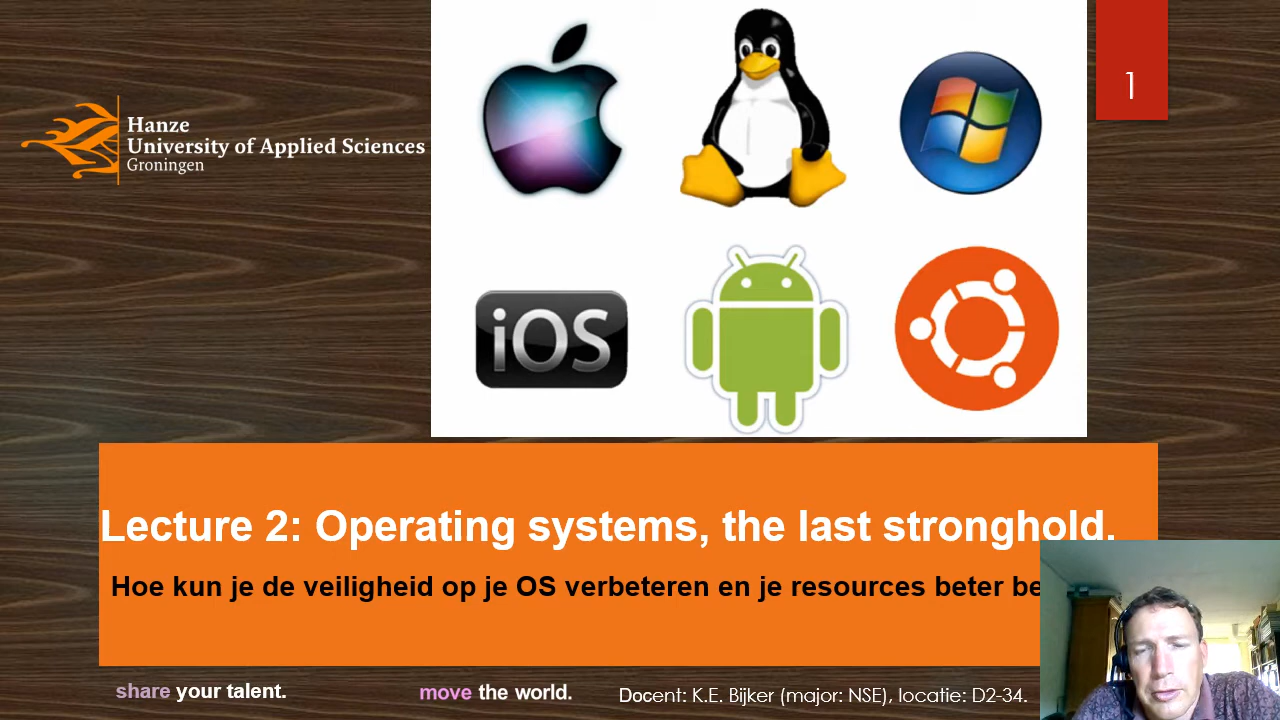 1
Hanze
University of Applied Sciences
Groningen
iOS
Lecture 2: Operating systems, the last stronghold.
Hoe kun je de veiligheid op je OS verbeteren en je resources beter
share your talent.
move the world.
Docent: K.E. Bijker (major: NSE), locatie: D2-34.